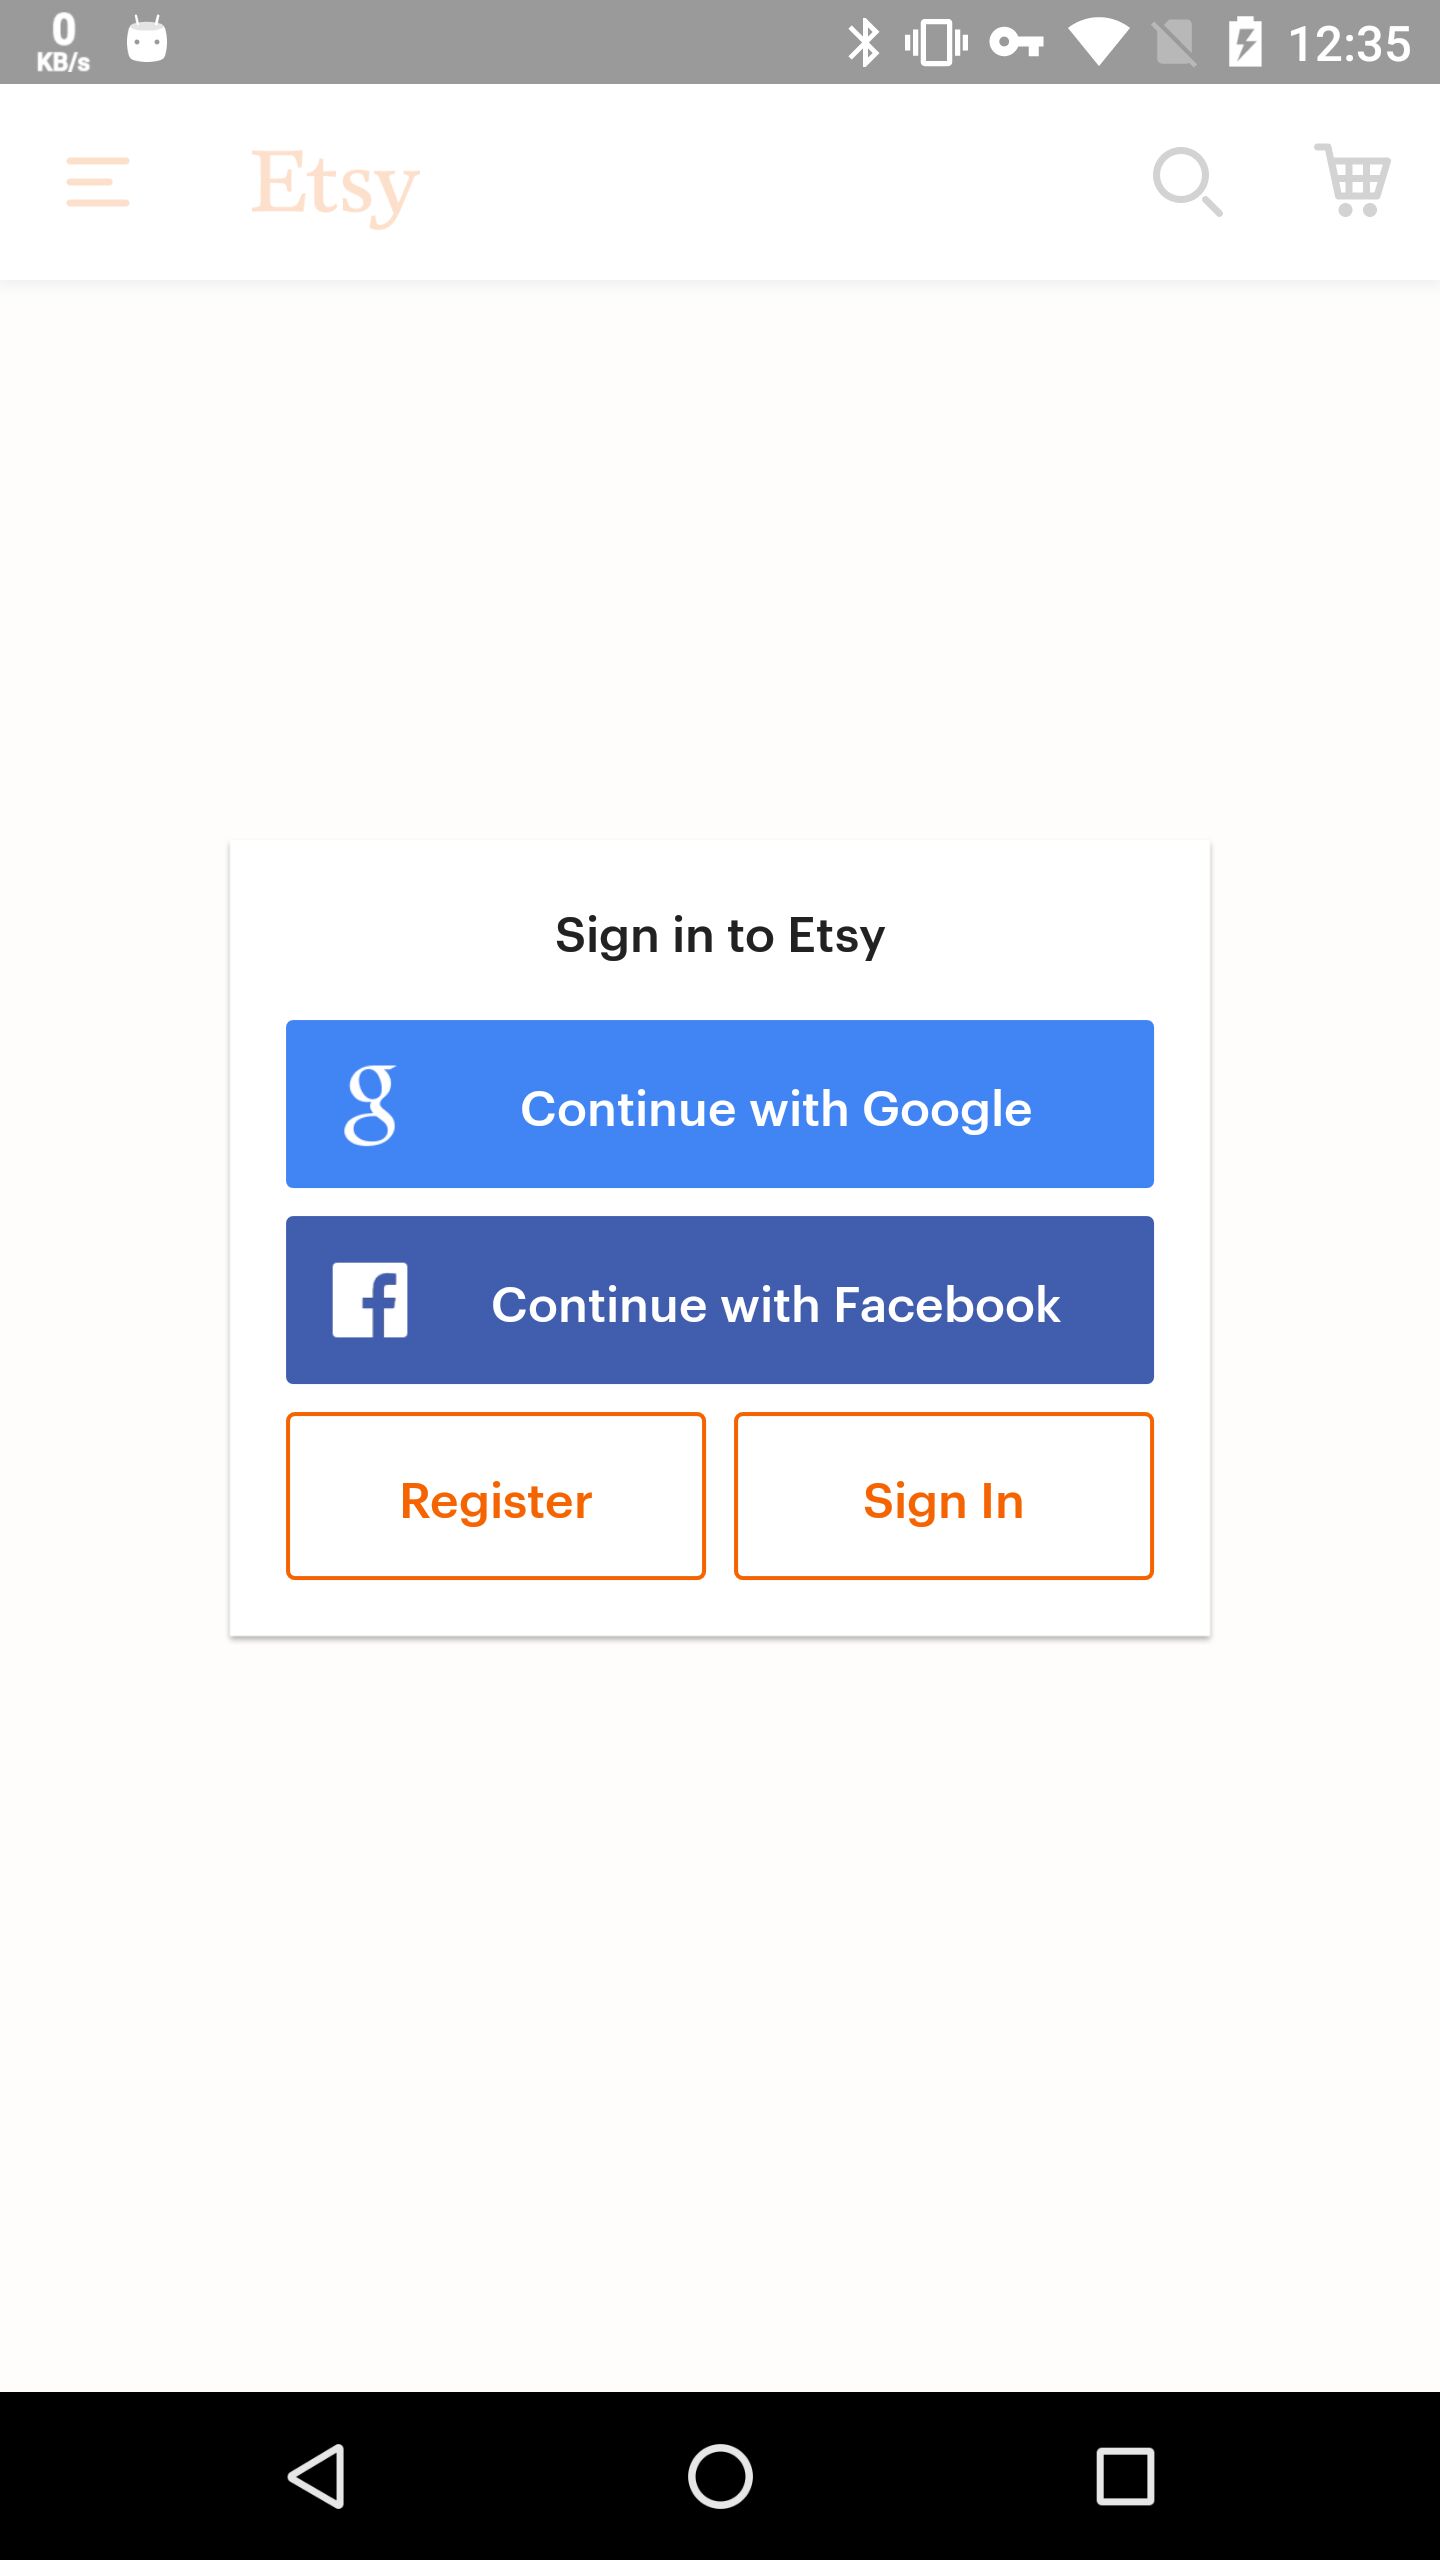 0
KB/s
12:35
Etsy
Sign in to Etsy
Continue with Google
Continue with Facebook
Register
Sign In